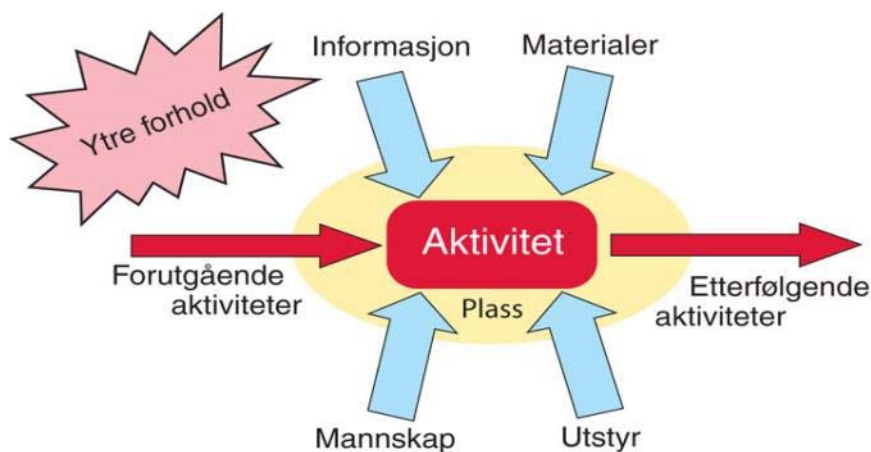 Informasjon
Materialer
Ytre forhold
Aktivitet
Forutgående
aktiviteter
Plass
Etterfølgende
aktiviteter
Mannskap
Utstyr